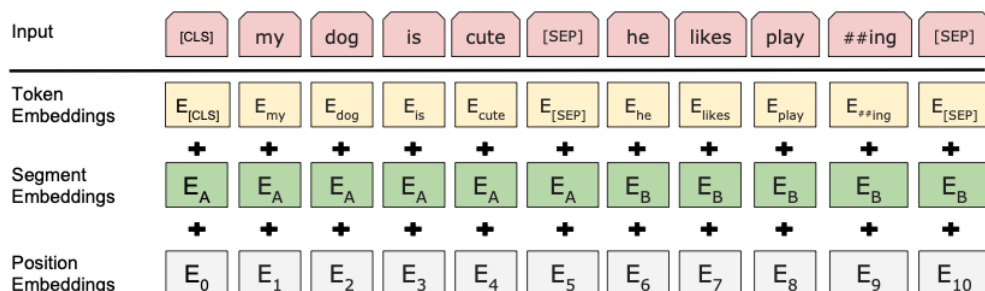 Input [CLS] my dog is cute [SEP] he likes play ##ing [SEP]
Token Embeddings E[CLS] Emy Edog Eis Ecute E[SEP] Ehe Elikes Eplay E##ing E[SEP]
+ + + + + + + + + + +
Segment Embeddings EA EA EA EA EA EA EB EB EB EB EB
+ + + + + + + + + + +
Position Embeddings E0 E1 E2 E3 E4 E5 E6 E7 E8 E9 E10